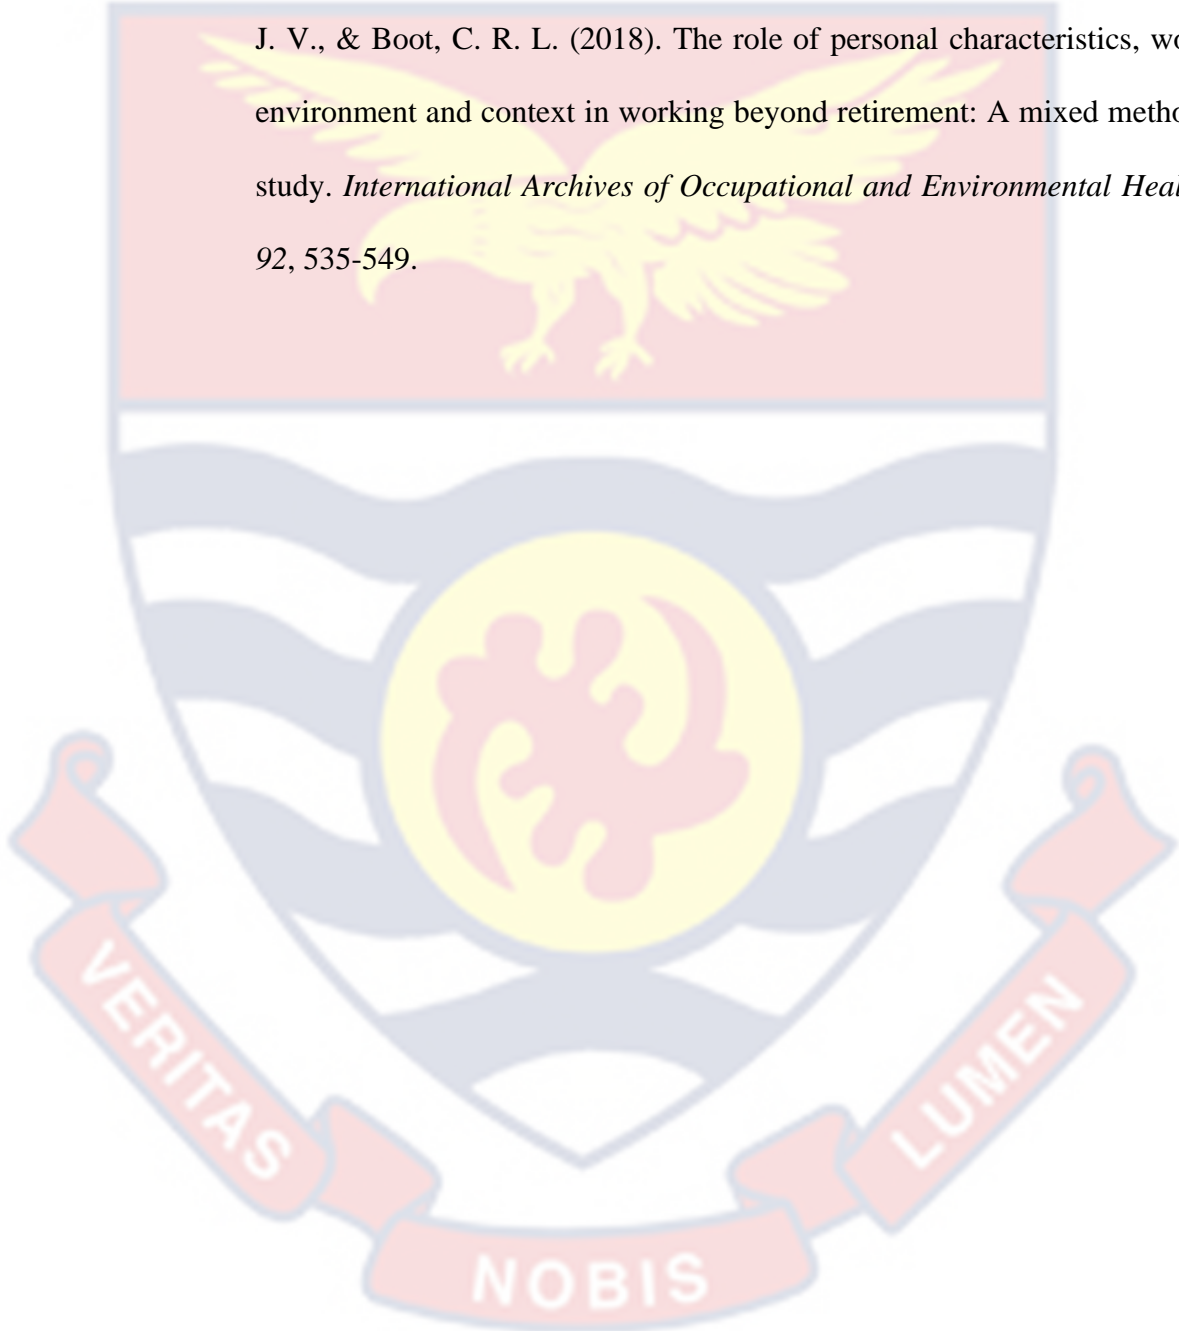 J. V., & Boot, C. R. L. (2018). The role of personal characteristics,
environment and context in working beyond retirement: A mixed
study. International Archives of Occupational and Environmental
92, 535-549.
VERITAS
NOBIS
LUMEN